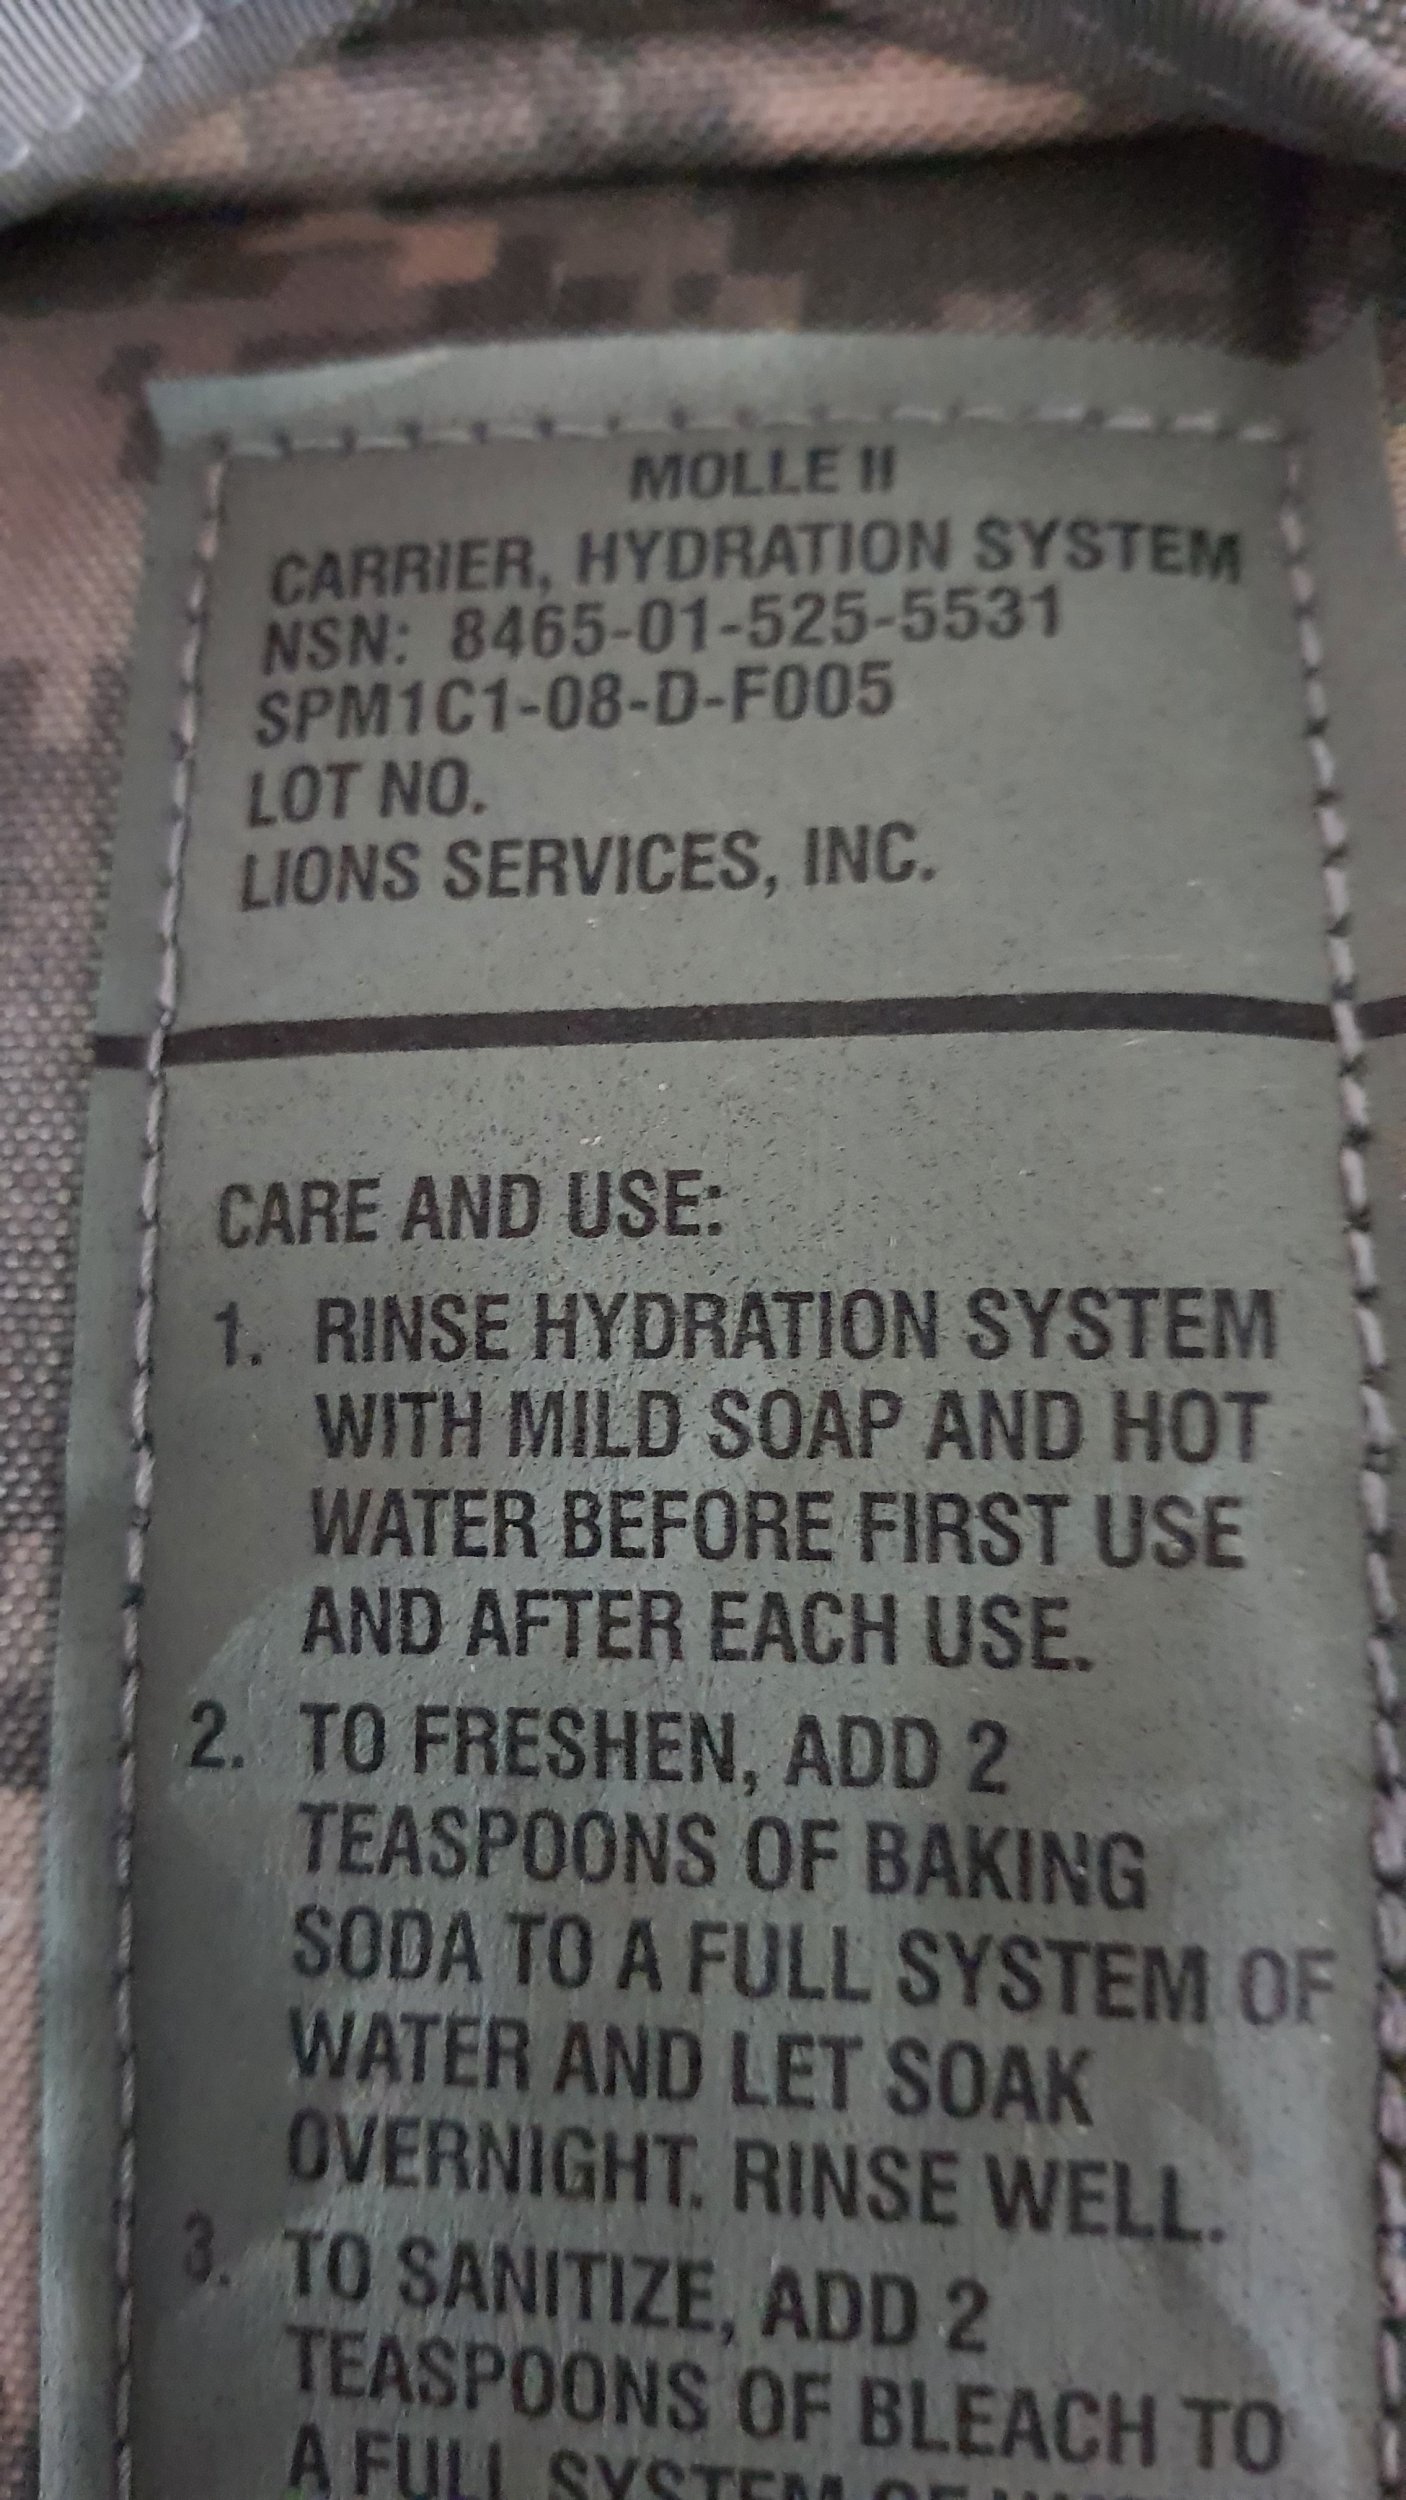 MOLLE II
CARRIER, HYDRATION SYSTEM
NSN: 8465-01-525-5531
SPM1C1-08-D-F005
LOT NO.
LIONS SERVICES, INC.
CARE AND USE:
1. RINSE HYDRATION SYSTEM
WITH MILD SOAP AND HOT
WATER BEFORE FIRST USE
AND AFTER EACH USE.
2. TO FRESHEN, ADD 2
TEASPOONS OF BAKING
SODA TO A FULL SYSTEM OF
WATER AND LET SOAK
OVERNIGHT. RINSE WELL.
3. TO SANITIZE, ADD 2
TEASPOONS OF BLEACH TO
A FULL SYSTEM OF